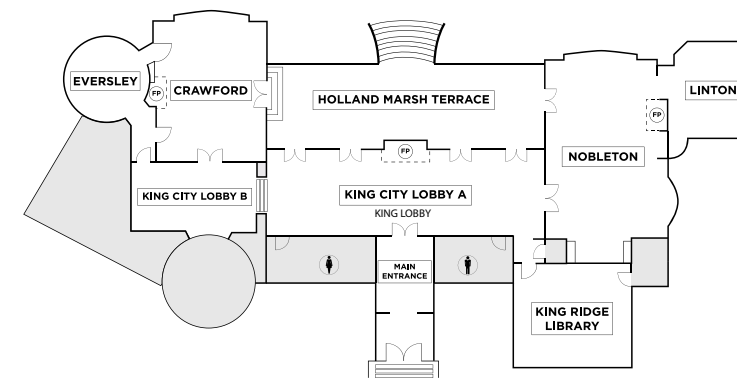 EVERSLEY
FP
CRAWFORD
HOLLAND MARSH TERRACE
LINTON
FP
FP
NOBLETON
KING CITY LOBBY B
KING CITY LOBBY A
KING LOBBY
MAIN
ENTRANCE
KING RIDGE
LIBRARY